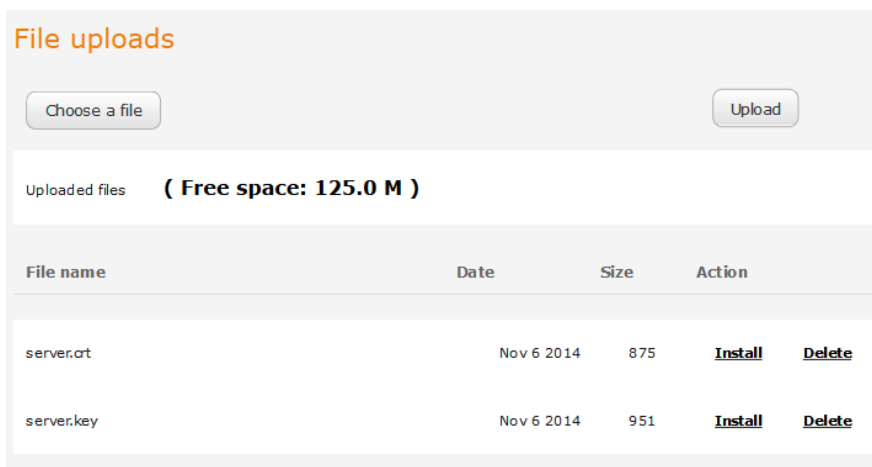 File uploads
Choose a file Upload
Uploaded files ( Free space: 125.0 M )
File name Date Size Action
server.crt Nov 6 2014 875 Install Delete
server.key Nov 6 2014 951 Install Delete